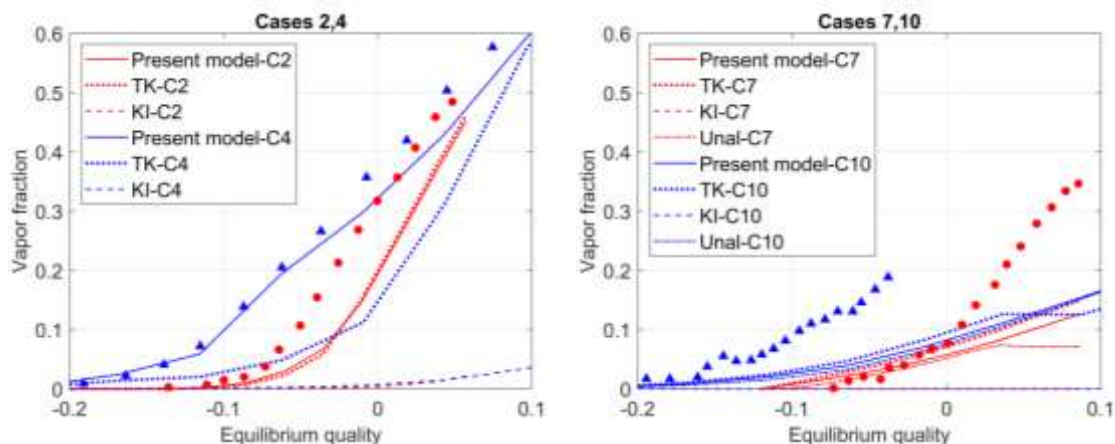 Cases 2,4
0.6
0.5
0.4
0.3
0.2
0.1
0
Vapor fraction
Present model-C2
TK-C2
KI-C2
Present model-C4
TK-C4
KI-C4
-0.2
-0.1
0
0.1
Equilibrium quality
Cases 7,10
0.6
0.5
0.4
0.3
0.2
0.1
0
Vapor fraction
Present model-C7
TK-C7
KI-C7
Unal-C7
Present model-C10
TK-C10
KI-C10
Unal-C10
-0.2
-0.1
0
0.1
Equilibrium quality